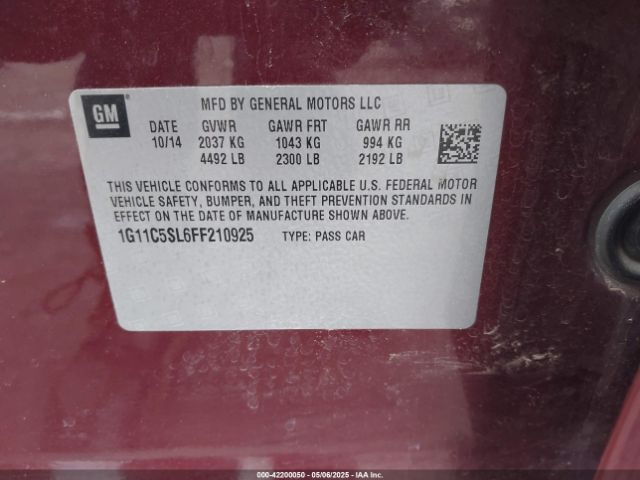 GM
MFD BY GENERAL MOTORS LLC
DATE GVWR GAWR FRT GAWR RR
10/14 2037 KG 1043 KG 994 KG
4492 LB 2300 LB 2192 LB
THIS VEHICLE CONFORMS TO ALL APPLICABLE U.S. FEDERAL MOTOR
VEHICLE SAFETY, BUMPER, AND THEFT PREVENTION STANDARDS IN
EFFECT ON THE DATE OF MANUFACTURE SHOWN ABOVE.
1G11C5SL6FF210925 TYPE: PASS CAR
000-42200050 - 05/06/2025 - IAAI.COM